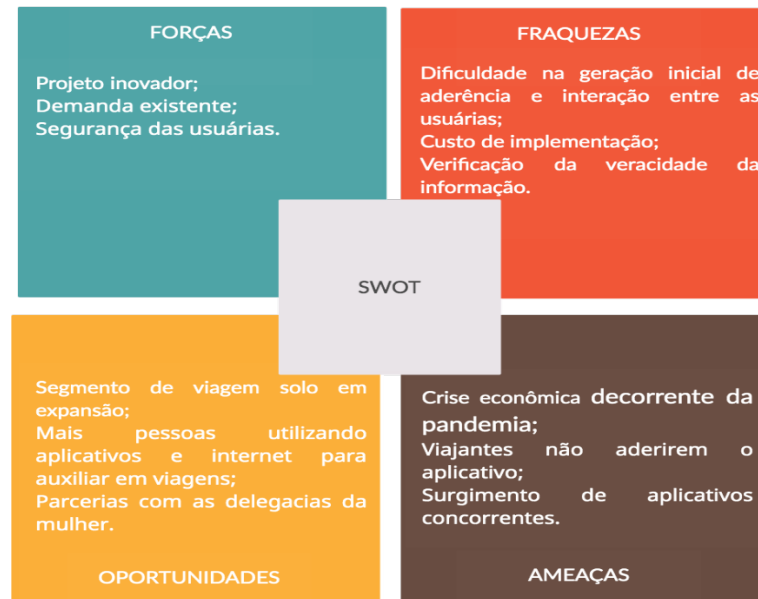 FORÇAS
Projeto inovador;
Demanda existente;
Segurança das usuárias.
FRAQUEZAS
Dificuldade na geração inicial de
aderência e interação entre as
usuárias;
Custo de implementação;
Verificação da veracidade da
informação.
SWOT
Segmento de viagem solo em
expansão;
Mais pessoas utilizando
aplicativos e internet para
auxiliar em viagens;
Parcerias com as delegacias da
mulher.
OPORTUNIDADES
Crise econômica decorrente da
pandemia;
Viajantes não aderirem o
aplicativo;
Surgimento de aplicativos
concorrentes.
AMEAÇAS